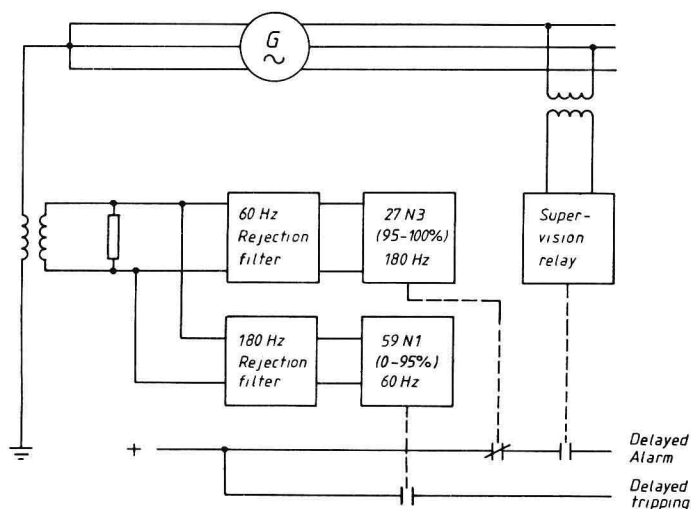 G
~
60 Hz
Rejection
filter
27 N3
(95-100%)
180 Hz
Super-
vision
relay
180 Hz
Rejection
filter
59 N1
(0-95%)
60 Hz
+
Delayed
Alarm
Delayed
tripping